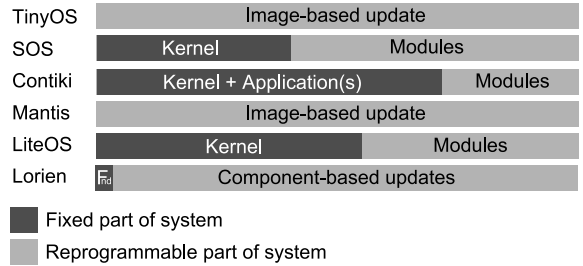 TinyOS Image-based update
SOS Kernel Modules
Contiki Kernel + Application(s) Modules
Mantis Image-based update
LiteOS Kernel Modules
Lorien Fnd Component-based updates
Fixed part of system
Reprogrammable part of system